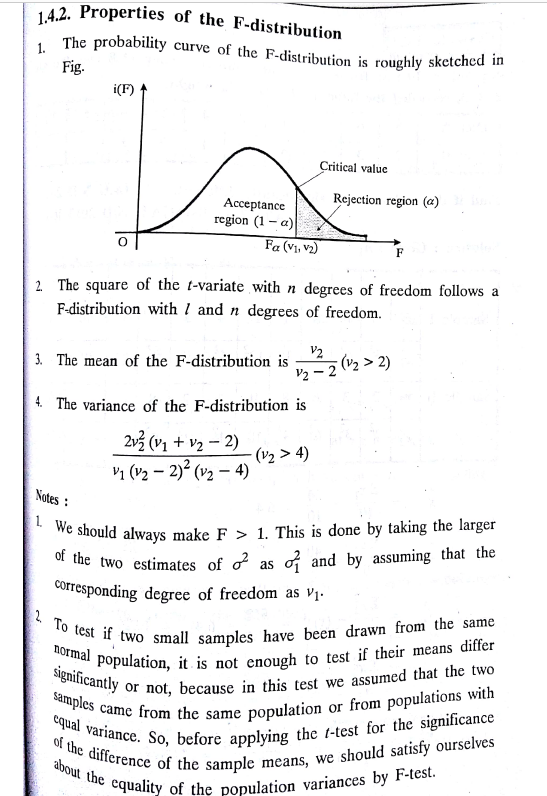 1.4.2. Properties of the F-distribution
1. The probability curve of the F-distribution is roughly sketched in
Fig.
i(F)
Critical value
Acceptance
region (1 − α)
Rejection region (α)
O
Fα (ν₁, ν₂)
F
2. The square of the t-variate with n degrees of freedom follows a
F-distribution with l and n degrees of freedom.
3. The mean of the F-distribution is ν₂ / (ν₂ − 2) (ν₂ > 2)
4. The variance of the F-distribution is
2ν₂² (ν₁ + ν₂ − 2) / ν₁ (ν₂ − 2)² (ν₂ − 4) (ν₂ > 4)
Notes :
1. We should always make F > 1. This is done by taking the larger
of the two estimates of σ² as σ₁² and by assuming that the
corresponding degree of freedom as ν₁.
2. To test if two small samples have been drawn from the same
normal population, it is not enough to test if their means differ
significantly or not, because in this test we assumed that the two
samples came from the same population or from populations with
equal variance. So, before applying the t-test for the significance
of the difference of the sample means, we should satisfy ourselves
about the equality of the population variances by F-test.